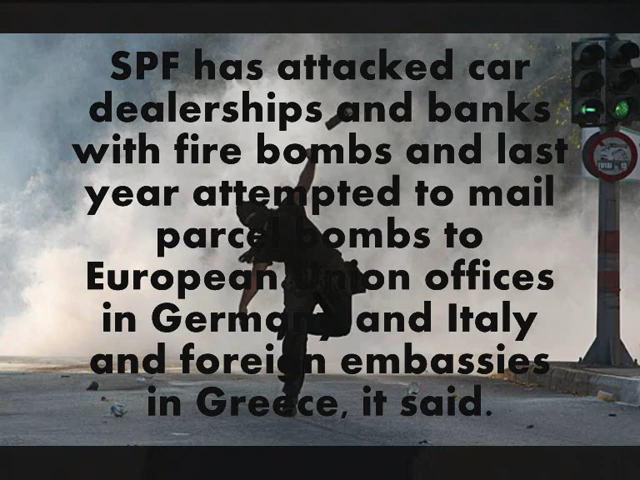 SPF has attacked car
dealerships and banks
with fire bombs and last
year attempted to mail
parcel bombs to
European Union offices
in Germany and Italy
and foreign embassies
in Greece, it said.